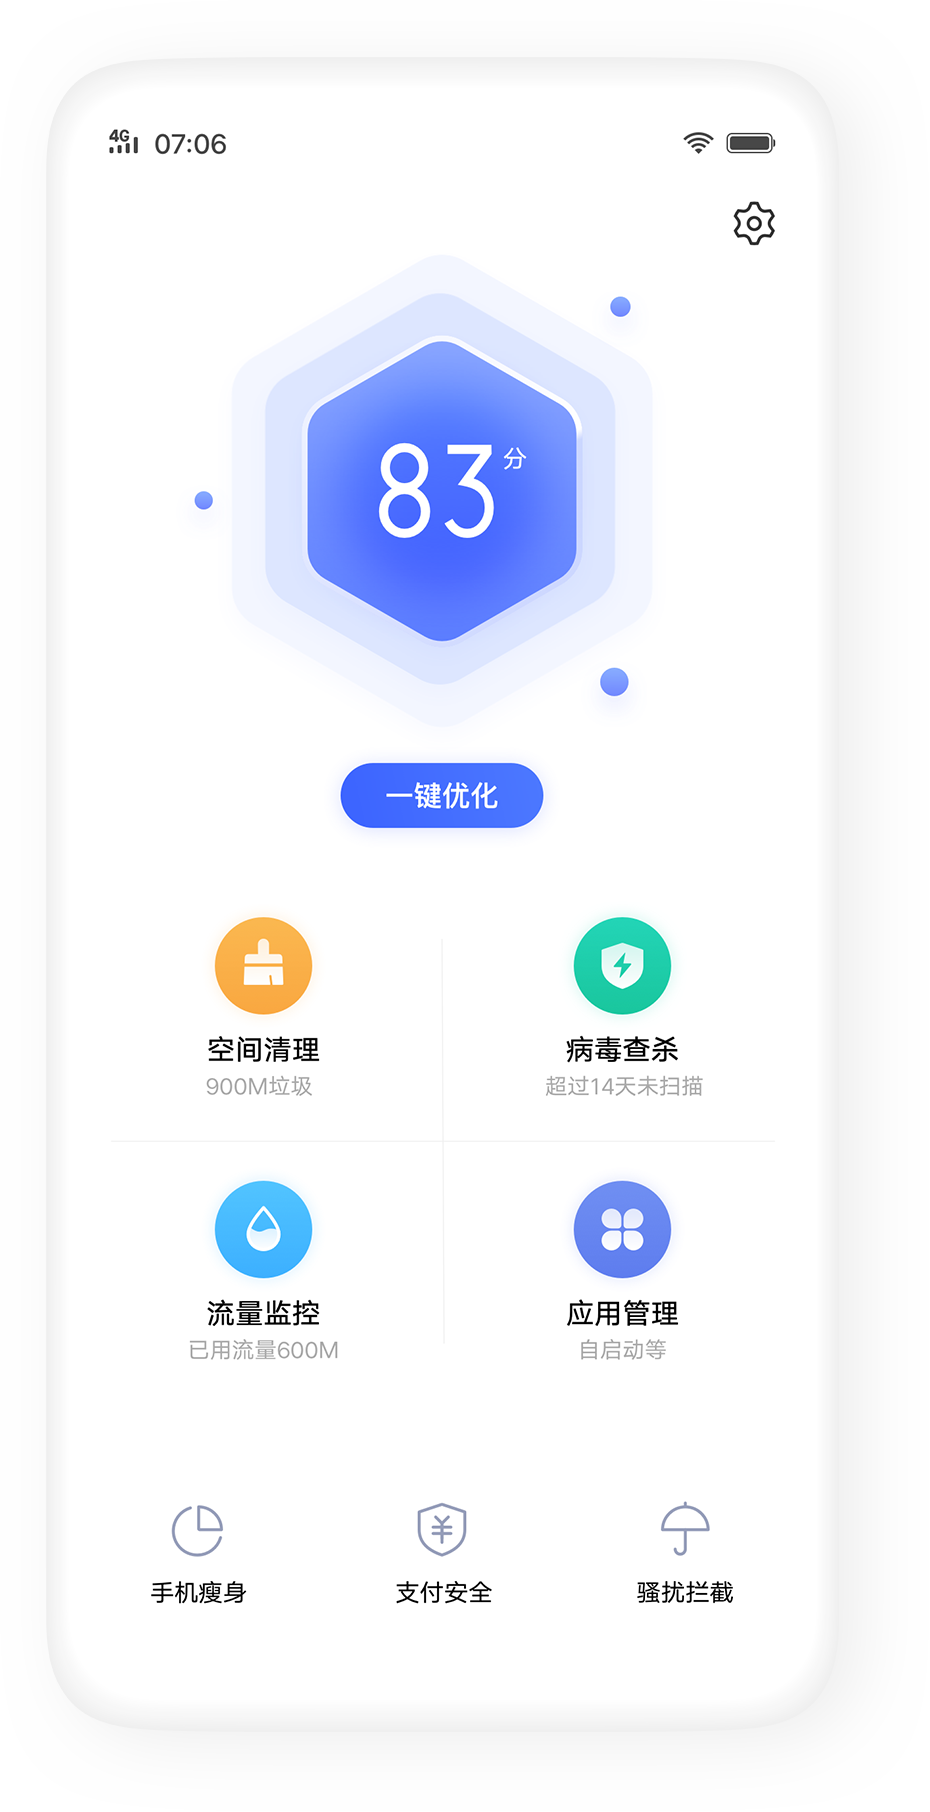 4G 07:06
83分
一键优化
空间清理
900M垃圾
病毒查杀
超过14天未扫描
流量监控
已用流量600M
应用管理
自启动等
手机瘦身
支付安全
骚扰拦截